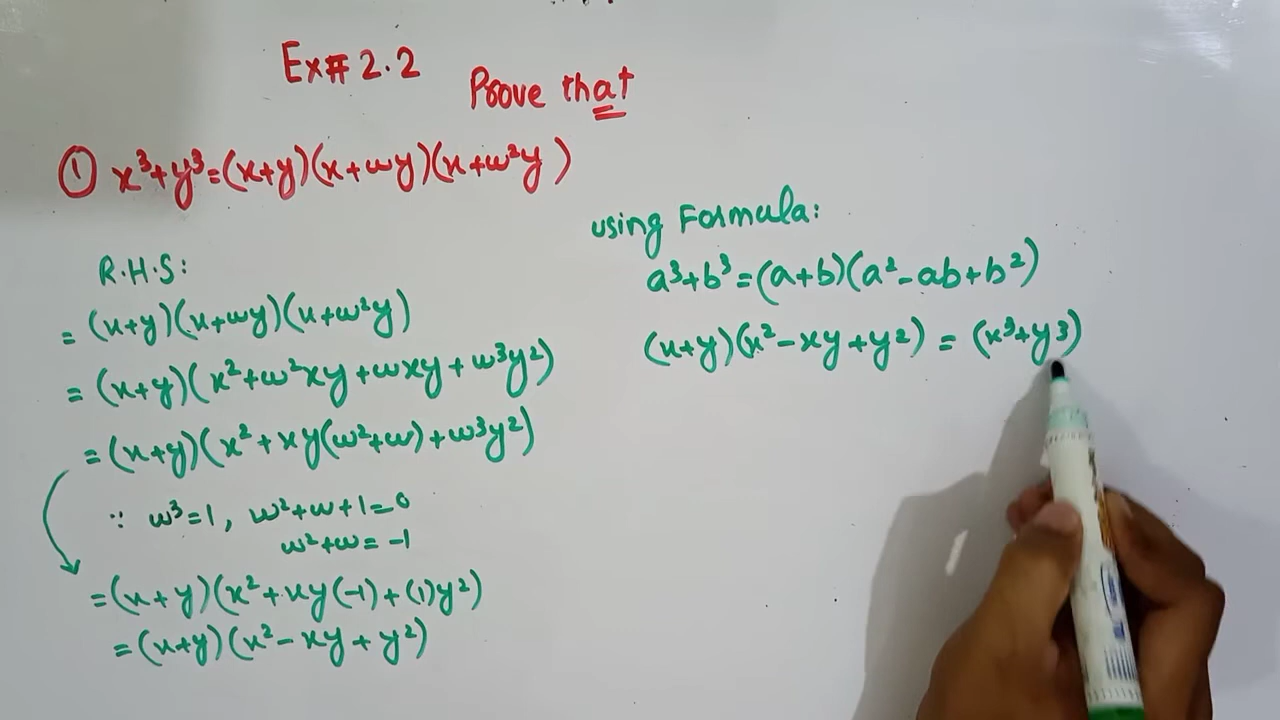 Ex# 2.2
Prove that
① x³+y³=(x+y)(x+ωy)(x+ω²y)
R.H.S:
= (x+y)(x+ωy)(x+ω²y)
= (x+y)(x²+ω²xy+ωxy+ω³y²)
= (x+y)(x²+xy(ω²+ω)+ω³y²)
∵ ω³=1, ω²+ω+1=0
ω²+ω=-1
= (x+y)(x²+xy(-1)+(1)y²)
= (x+y)(x²-xy+y²)
using Formula:
a³+b³=(a+b)(a²-ab+b²)
(x+y)(x²-xy+y²) = (x³+y³)